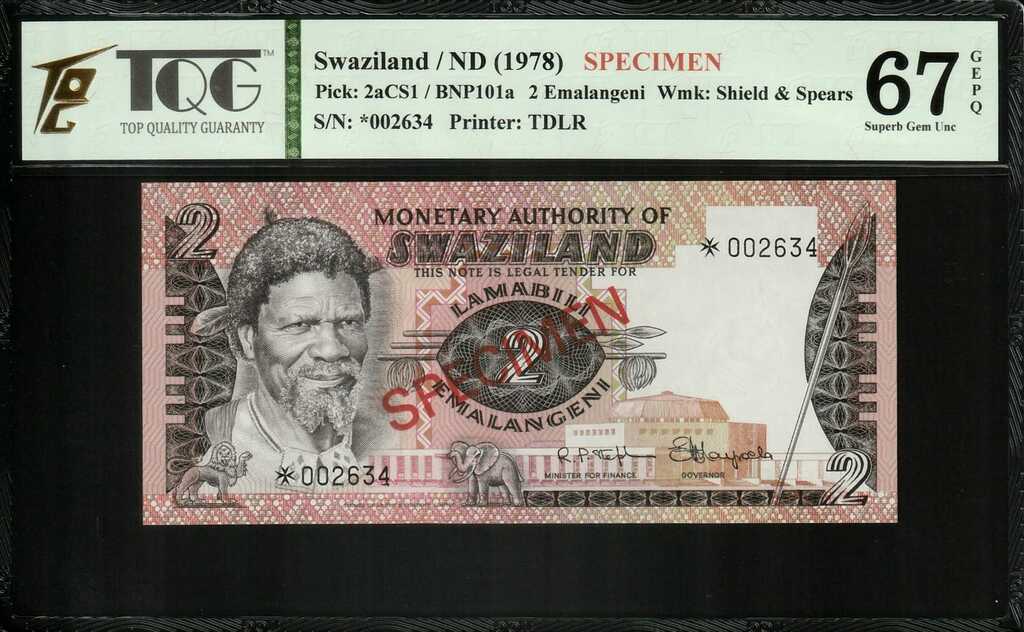 TQG™
TOP QUALITY GUARANTY
Swaziland / ND (1978) SPECIMEN
Pick: 2aCS1 / BNP101a 2 Emalangeni Wmk: Shield & Spears
S/N: *002634 Printer: TDLR
67
GEPQ
Superb Gem Unc
2
MONETARY AUTHORITY OF
SWAZILAND
THIS NOTE IS LEGAL TENDER FOR
*002634
LAMABILI
2
EMALANGENI
SPECIMEN
MINISTER FOR FINANCE
GOVERNOR
*002634
2